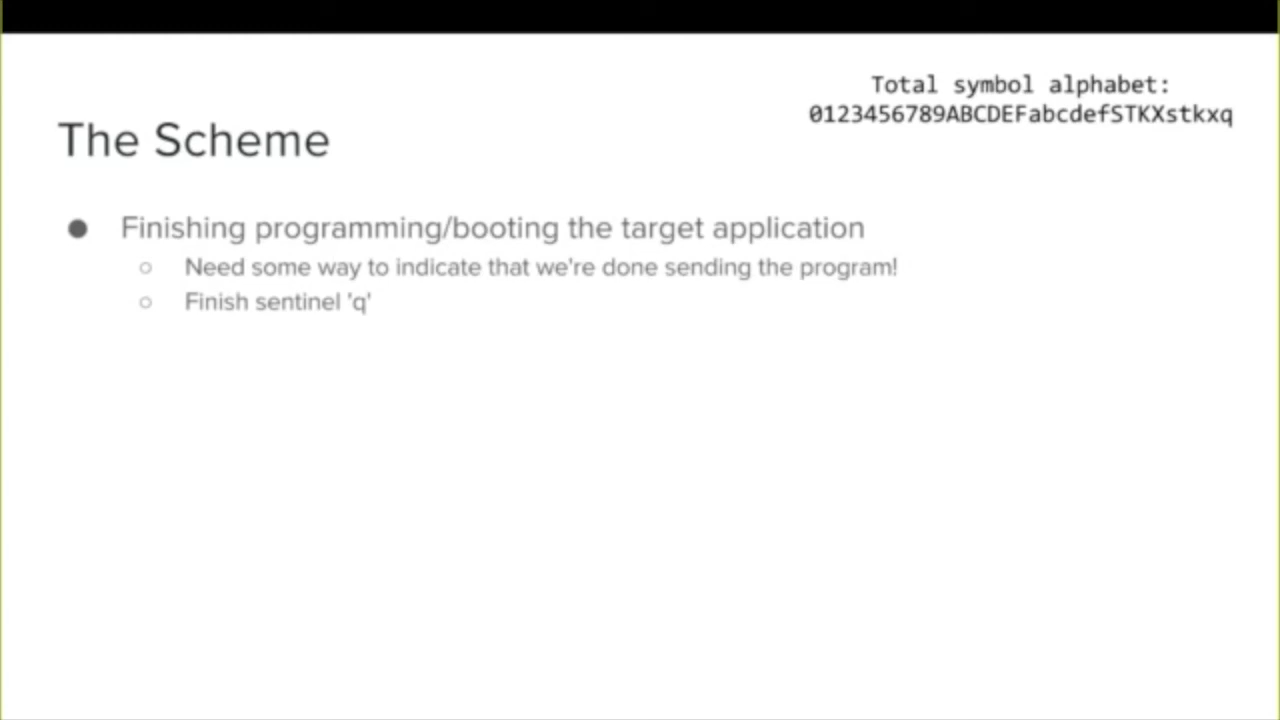 Total symbol alphabet:
0123456789ABCDEFabcdefSTKXstkxq
The Scheme
● Finishing programming/booting the target application
○ Need some way to indicate that we're done sending the program!
○ Finish sentinel 'q'